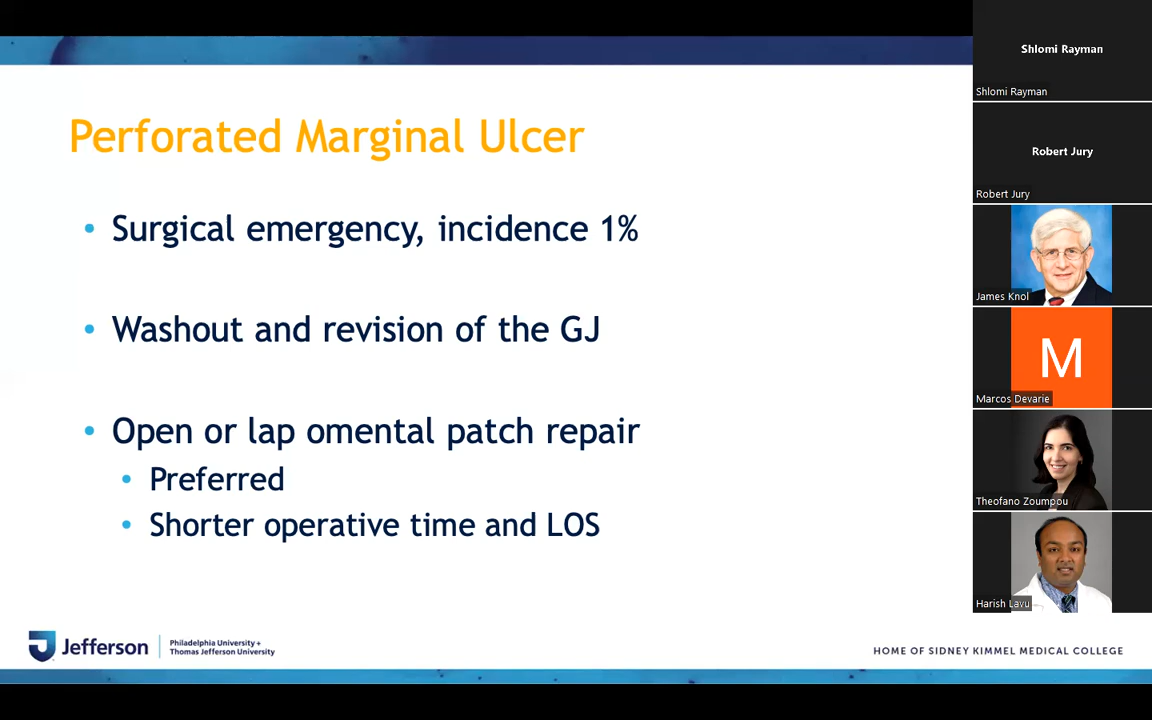 Perforated Marginal Ulcer
• Surgical emergency, incidence 1%
• Washout and revision of the GJ
• Open or lap omental patch repair
• Preferred
• Shorter operative time and LOS
Jefferson
Philadelphia University +
Thomas Jefferson University
HOME OF SIDNEY KIMMEL MEDICAL COLLEGE
Shlomi Rayman
Shlomi Rayman
Robert Jury
Robert Jury
James Knol
M
Marcos Devarie
Theofano Zoumpou
Harish Lavu